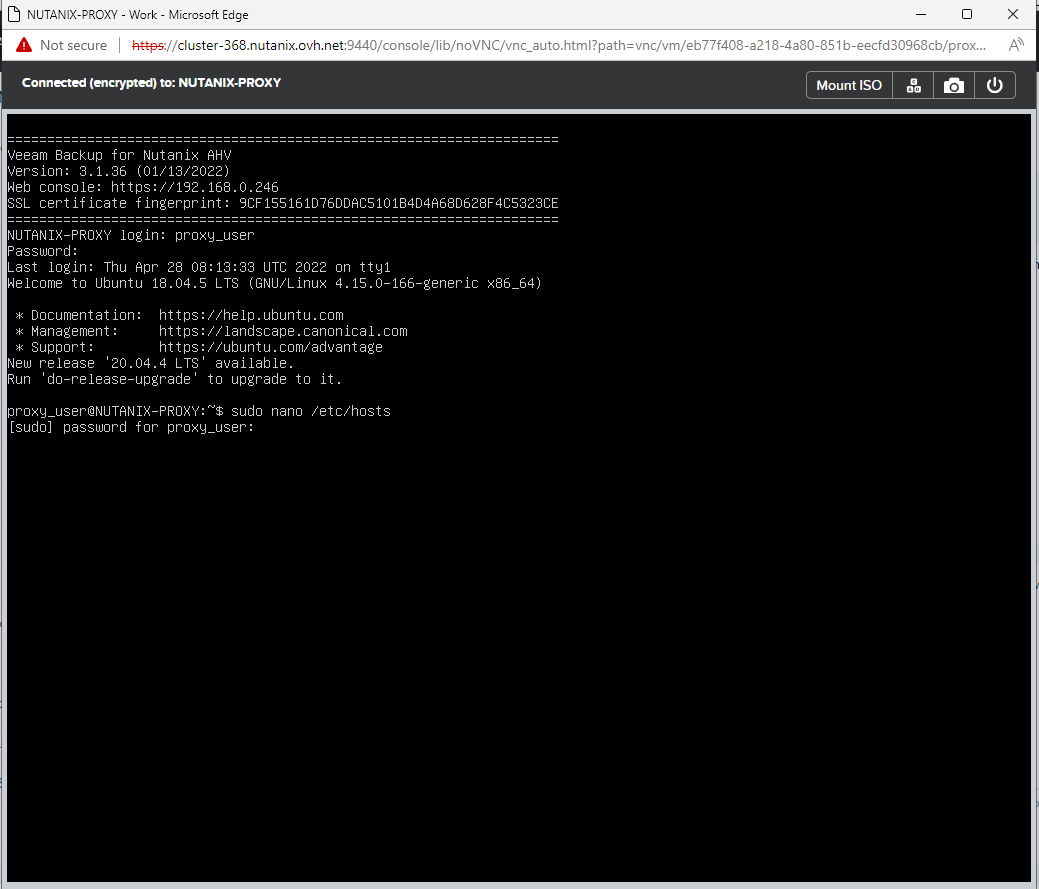 NUTANIX-PROXY - Work - Microsoft Edge
Not secure | https://cluster-368.nutanix.ovh.net:9440/console/lib/noVNC/vnc_auto.html?path=vnc/vm/eb77f408-a218-4a80-851b-eecfd30968cb/prox... A
Connected (encrypted) to: NUTANIX-PROXY
Mount ISO
C A D
=====================================================================
Veeam Backup for Nutanix AHV
Version: 3.1.36 (01/13/2022)
Web console: https://192.168.0.246
SSL certificate fingerprint: 9CF155161D76DDAC5101B4D4A68D628F4C5323CE
=====================================================================
NUTANIX-PROXY login: proxy_user
Password:
Last login: Thu Apr 28 08:13:33 UTC 2022 on tty1
Welcome to Ubuntu 18.04.5 LTS (GNU/Linux 4.15.0-166-generic x86_64)
* Documentation:  https://help.ubuntu.com
* Management:     https://landscape.canonical.com
* Support:        https://ubuntu.com/advantage
New release '20.04.4 LTS' available.
Run 'do-release-upgrade' to upgrade to it.
proxy_user@NUTANIX-PROXY:~$ sudo nano /etc/hosts
[sudo] password for proxy_user: